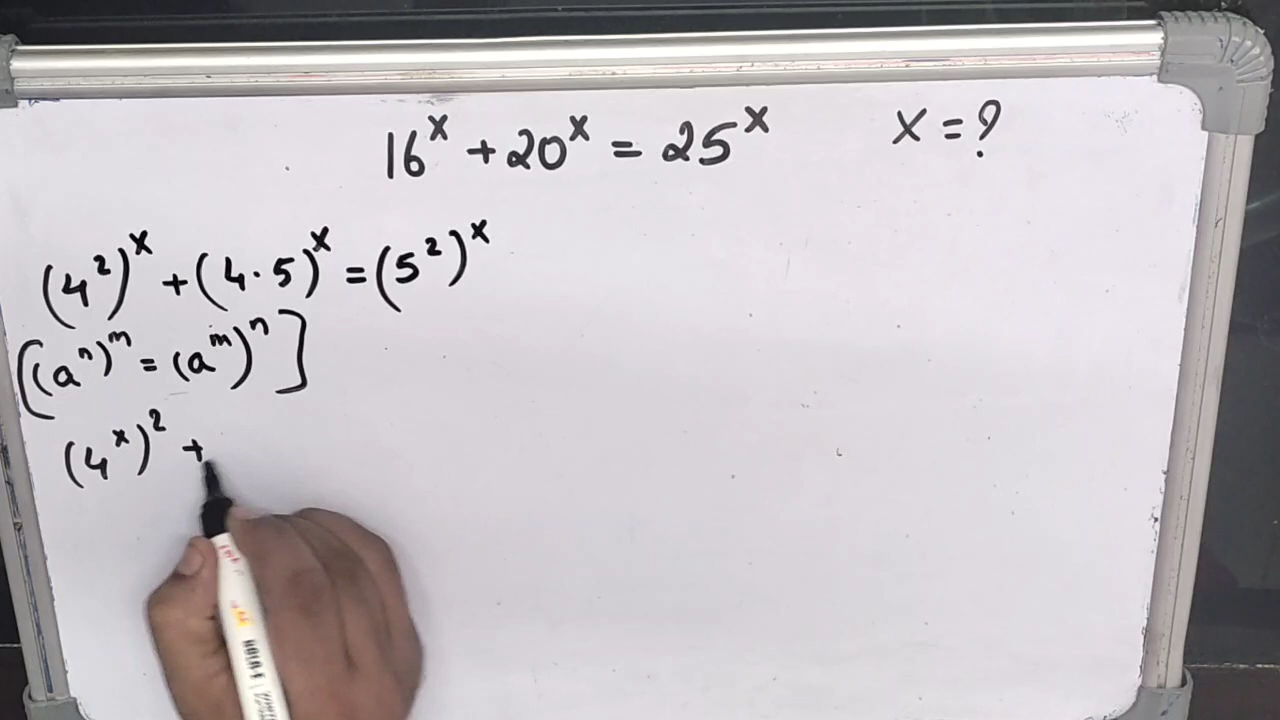 16^x + 20^x = 25^x x = ?
(4^2)^x + (4·5)^x = (5^2)^x
[(a^n)^m = (a^m)^n]
(4^x)^2 +